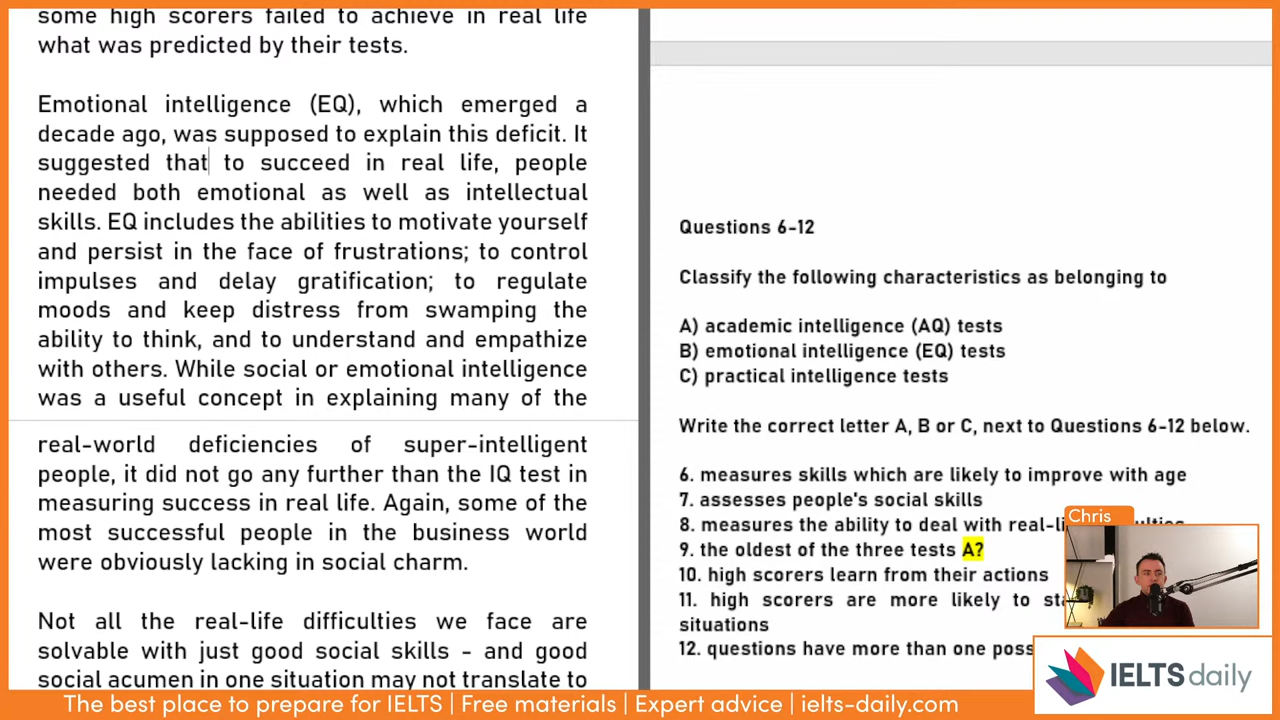 some high scorers failed to achieve in real life
what was predicted by their tests.
Emotional intelligence (EQ), which emerged a
decade ago, was supposed to explain this deficit. It
suggested that to succeed in real life, people
needed both emotional as well as intellectual
skills. EQ includes the abilities to motivate yourself
and persist in the face of frustrations; to control
impulses and delay gratification; to regulate
moods and keep distress from swamping the
ability to think, and to understand and empathize
with others. While social or emotional intelligence
was a useful concept in explaining many of the
real-world deficiencies of super-intelligent
people, it did not go any further than the IQ test in
measuring success in real life. Again, some of the
most successful people in the business world
were obviously lacking in social charm.
Not all the real-life difficulties we face are
solvable with just good social skills - and good
social acumen in one situation may not translate to
Questions 6-12
Classify the following characteristics as belonging to
A) academic intelligence (AQ) tests
B) emotional intelligence (EQ) tests
C) practical intelligence tests
Write the correct letter A, B or C, next to Questions 6-12 below.
6. measures skills which are likely to improve with age
7. assesses people's social skills
8. measures the ability to deal with
9. the oldest of the three tests A?
10. high scorers learn from their actions
11. high scorers are more likely to
situations
12. questions have more than one
Chris
IELTS daily
The best place to prepare for IELTS | Free materials | Expert advice | ielts-daily.com